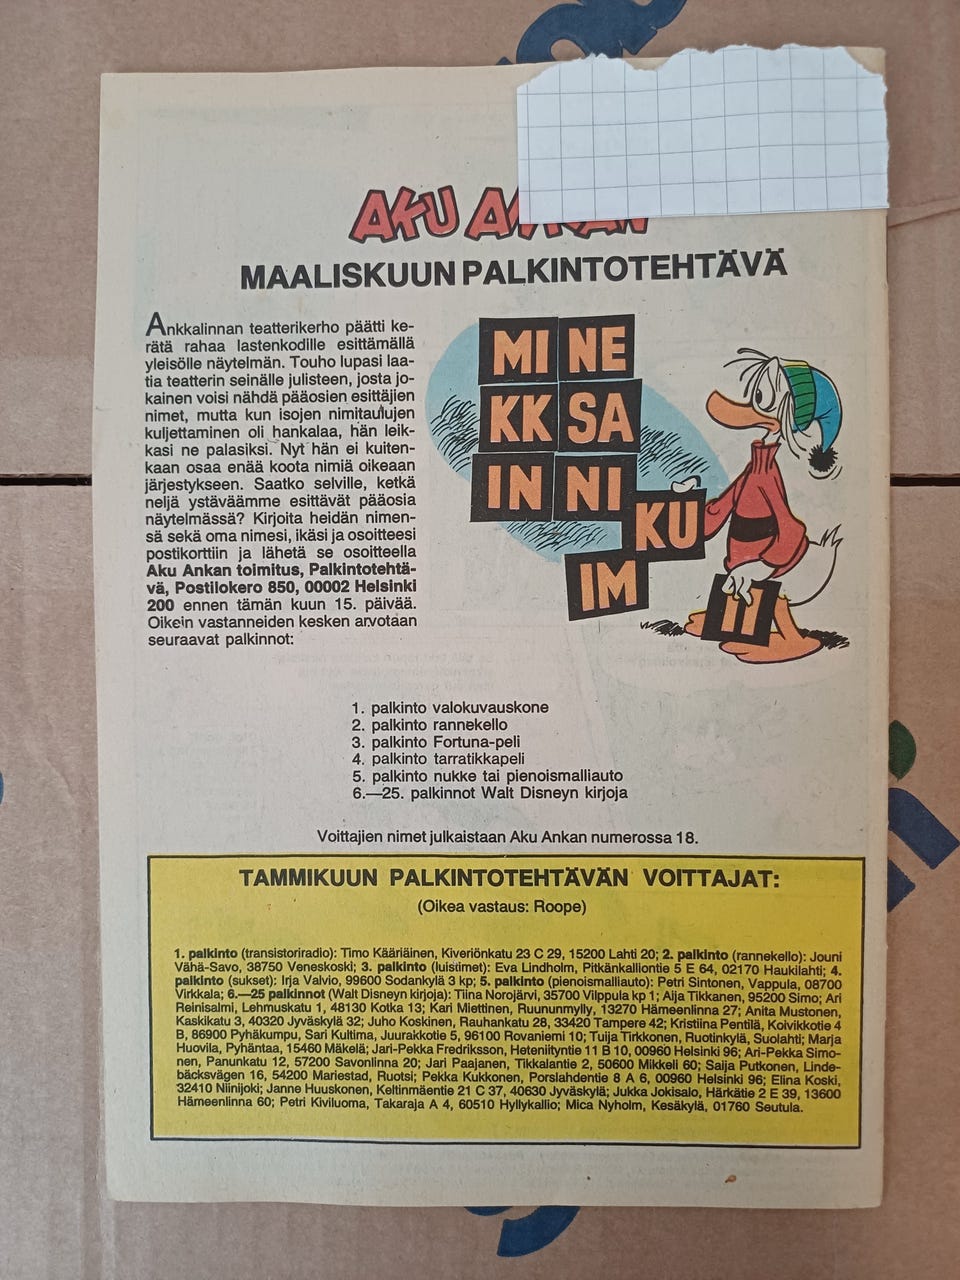 AKU ANKAN
MAALISKUUN PALKINTOTEHTÄVÄ
Ankkalinnan teatterikerho päätti ke-
rätä rahaa lastenkodille esittämällä
yleisölle näytelmän. Touho lupasi laa-
tia teatterin seinälle julisteen, josta jo-
kainen voisi nähdä pääosien esittäjien
nimet, mutta kun isojen nimitaulujen
kuljettaminen oli hankalaa, hän leik-
kasi ne palasiksi. Nyt hän ei kuiten-
kaan osaa enää koota nimiä oikeaan
järjestykseen. Saatko selville, ketkä
neljä ystäväämme esittävät pääosia
näytelmässä? Kirjoita heidän nimen-
sä sekä oma nimesi, ikäsi ja osoitteesi
postikorttiin ja lähetä se osoitteella
Aku Ankan toimitus, Palkintotehtä-
vä, Postilokero 850, 00002 Helsinki
200 ennen tämän kuun 15. päivää.
Oikein vastanneiden kesken arvotaan
seuraavat palkinnot:
MI NE
KK SA
IN NI
KU
IM
II
1. palkinto valokuvauskone
2. palkinto rannekello
3. palkinto Fortuna-peli
4. palkinto tarratikkapeli
5. palkinto nukke tai pienoismalliauto
6.—25. palkinnot Walt Disneyn kirjoja
Voittajien nimet julkaistaan Aku Ankan numerossa 18.
TAMMIKUUN PALKINTOTEHTÄVÄN VOITTAJAT:
(Oikea vastaus: Roope)
1. palkinto (transistoriradio): Timo Kääriäinen, Kiveriönkatu 23 C 29, 15200 Lahti 20; 2. palkinto (rannekello): Jouni
Vähä-Savo, 38750 Veneskoski; 3. palkinto (luistimet): Eva Lindholm, Pitkänkalliontie 5 E 64, 02170 Haukilahti; 4.
palkinto (sukset): Irja Valvio, 99600 Sodankylä 3 kp; 5. palkinto (pienoismalliauto): Petri Sintonen, Vappula, 08700
Virkkala; 6.—25 palkinnot (Walt Disneyn kirjoja): Tiina Norojärvi, 35700 Vilppula kp 1; Aija Tikkanen, 95200 Simo; Ari
Reinisalmi, Lehmuskatu 1, 48130 Kotka 13; Kari Miettinen, Ruununmylly, 13270 Hämeenlinna 27; Anita Mustonen,
Kaskikatu 3, 40320 Jyväskylä 32; Juho Koskinen, Rauhankatu 28, 33420 Tampere 42; Kristiina Pentilä, Koivikkotie 4
B, 86900 Pyhäkumpu, Sari Kultima, Juurakkotie 5, 96100 Rovaniemi 10; Tuija Tirkkonen, Ruotinkylä, Suolahti; Marja
Huovila, Pyhäntaa, 15460 Mäkelä; Jari-Pekka Fredriksson, Heteniityntie 11 B 10, 00960 Helsinki 96; Ari-Pekka Simo-
nen, Panunkatu 12, 57200 Savonlinna 20; Jari Paajanen, Tikkalantie 2, 50600 Mikkeli 60; Saija Putkonen, Linde-
bäcksvägen 16, 54200 Mariestad, Ruotsi; Pekka Kukkonen, Porslahdentie 8 A 6, 00960 Helsinki 96; Elina Koski,
32410 Niinijoki; Janne Huuskonen, Keltinmäentie 21 C 37, 40630 Jyväskylä; Jukka Jokisalo, Härkätie 2 E 39, 13600
Hämeenlinna 60; Petri Kiviluoma, Takaraja A 4, 60510 Hyllykallio; Mica Nyholm, Kesäkylä, 01760 Seutula.